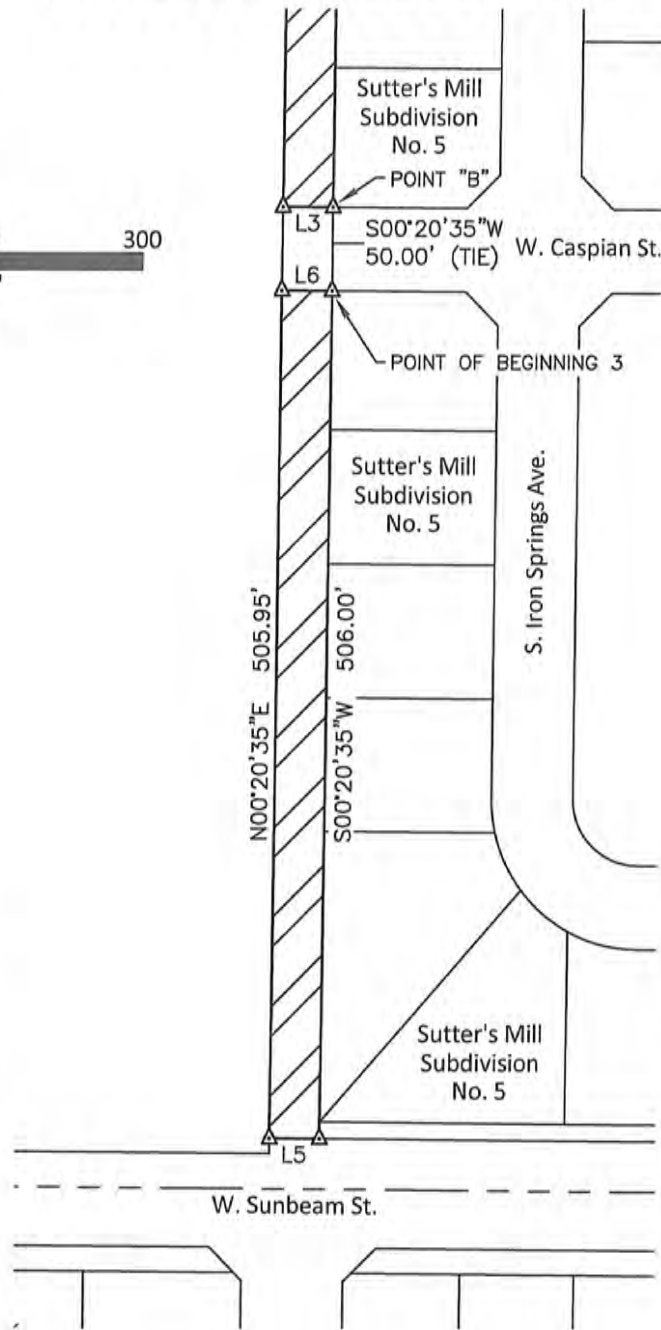 Sutter's Mill
Subdivision
No. 5
POINT "B"
L3
S00°20'35"W
50.00' (TIE)
W. Caspian St.
300
L6
POINT OF BEGINNING 3
Sutter's Mill
Subdivision
No. 5
S. Iron Springs Ave.
N00°20'35"E 505.95'
S00°20'35"W 506.00'
Sutter's Mill
Subdivision
No. 5
L5
W. Sunbeam St.